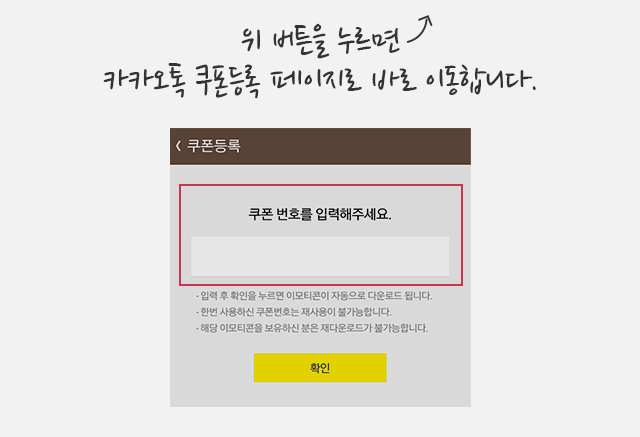 위 버튼을 누르면
카카오톡 쿠폰등록 페이지로 바로 이동합니다.
쿠폰등록
쿠폰 번호를 입력해주세요.
- 입력 후 확인을 누르면 이모티콘이 자동으로 다운로드 됩니다.
- 한번 사용하신 쿠폰번호는 재사용이 불가능합니다.
- 해당 이모티콘을 보유하신 분은 재다운로드가 불가능합니다.
확인